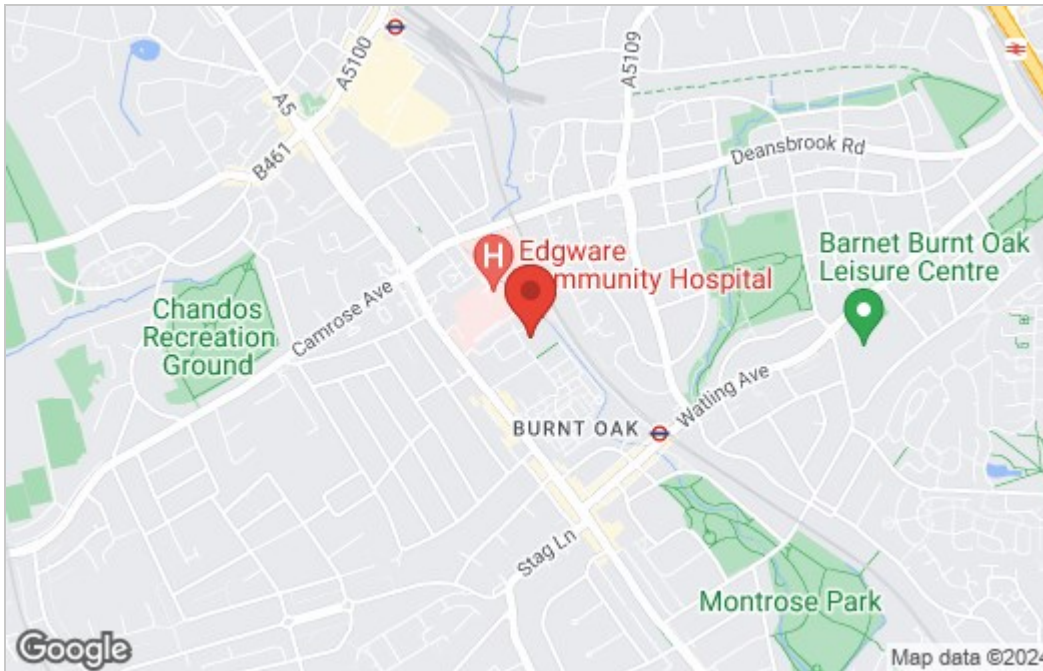 A5100
A5109
A5
B461
Deansbrook Rd
Edgware
Community Hospital
Barnet Burnt Oak
Leisure Centre
Chandos
Recreation
Ground
Camrose Ave
Watling Ave
BURNT OAK
Stag Ln
Montrose Park
Google
Map data ©2024
H